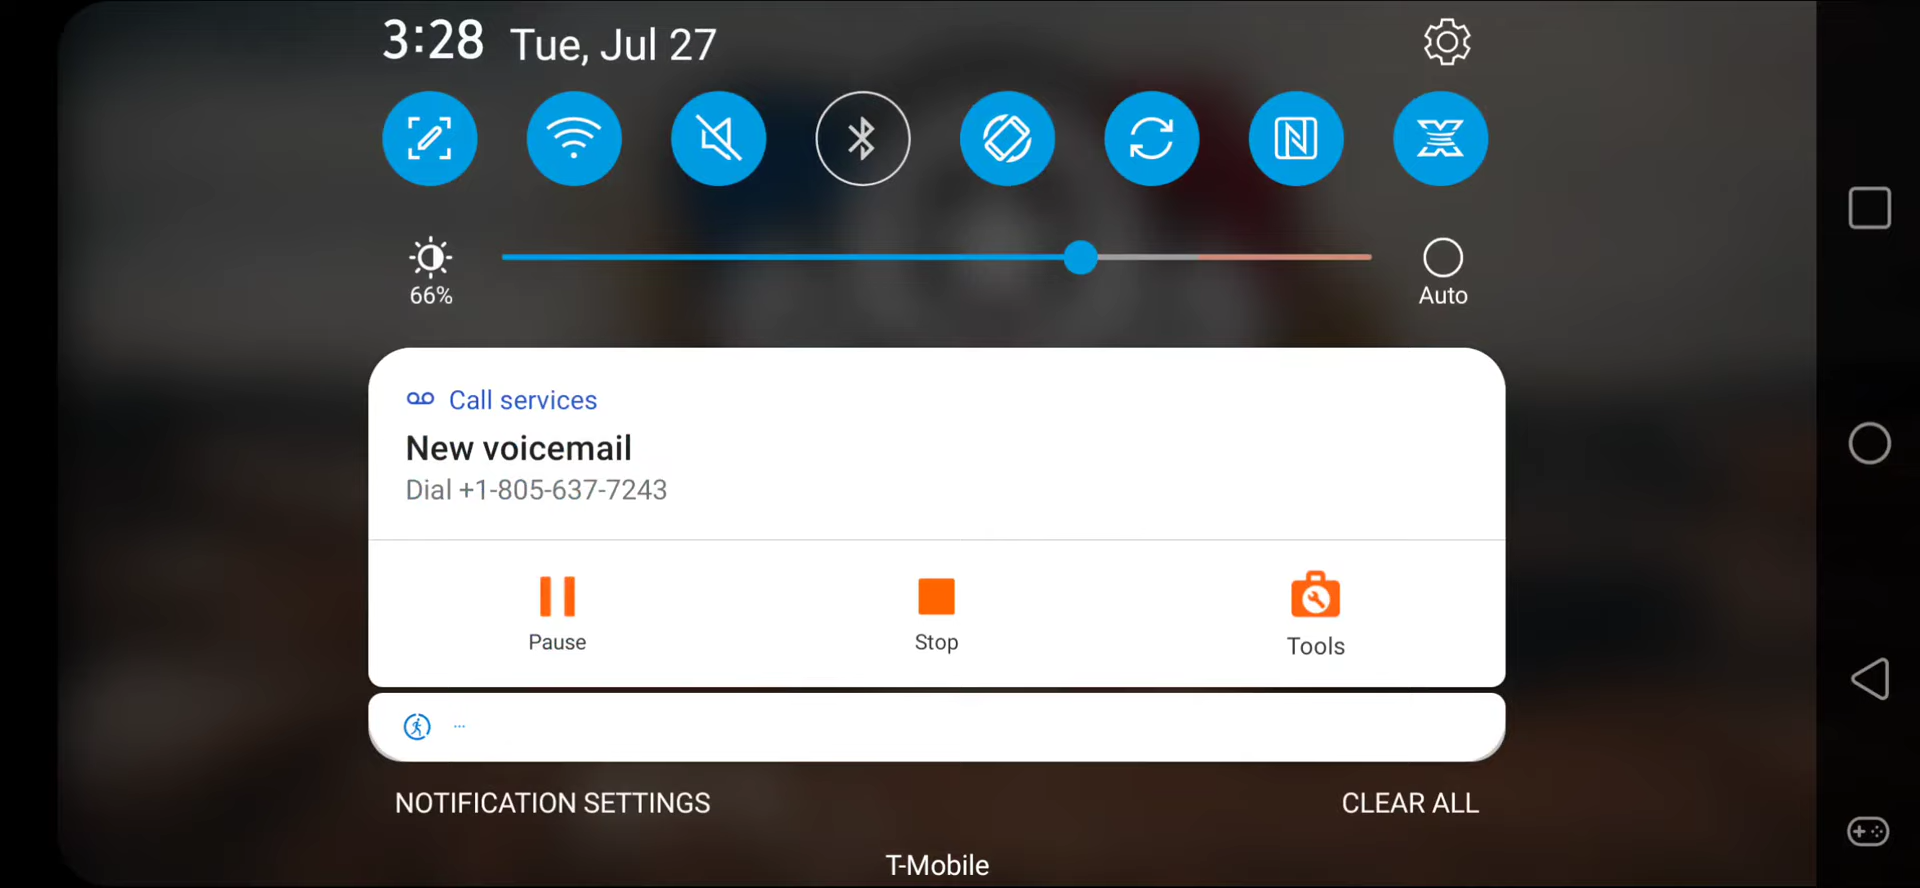 3:28 Tue, Jul 27
66%
Auto
Call services
New voicemail
Dial +1-805-637-7243
Pause
Stop
Tools
...
NOTIFICATION SETTINGS
CLEAR ALL
T-Mobile